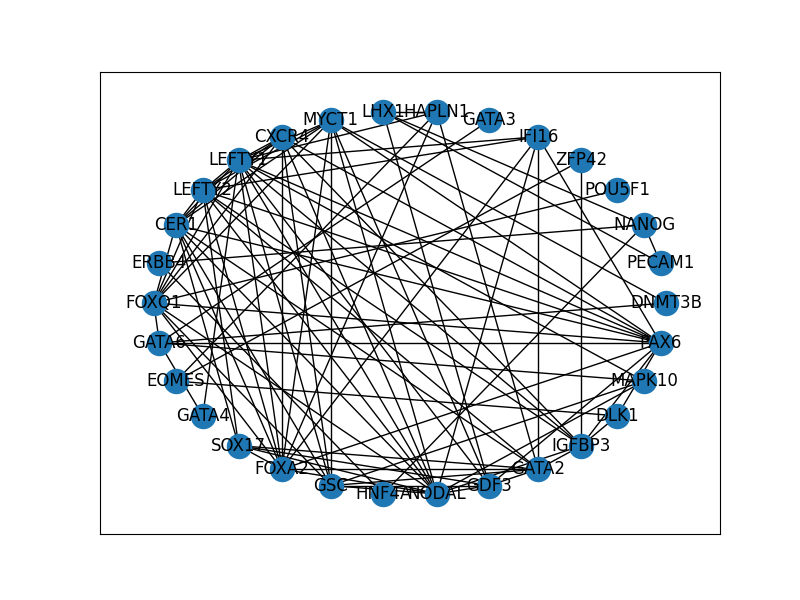 LHX1
HAPLN1
MYCT1
GATA3
CXCR4
IFI16
LEFTY1
ZFP42
LEFTY2
POU5F1
CER1
NANOG
ERBB4
PECAM1
FOXQ1
DNMT3B
GATA6
PAX6
EOMES
MAPK10
GATA4
DLK1
SOX17
IGFBP3
FOXA2
GATA2
GSC
HNF4A
NODAL
GDF3